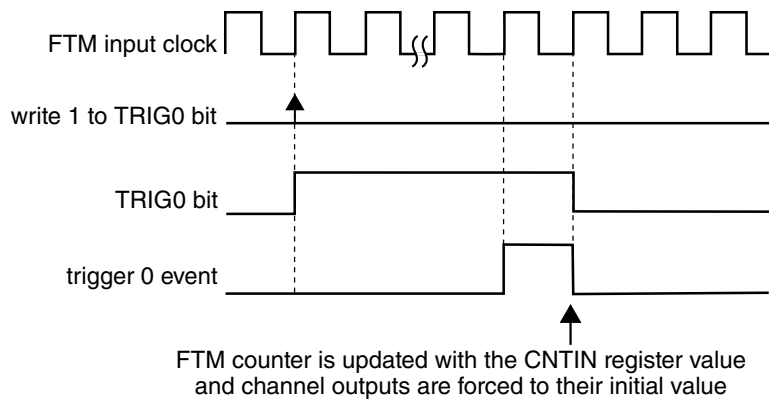 FTM input clock
write 1 to TRIG0 bit
TRIG0 bit
trigger 0 event
FTM counter is updated with the CNTIN register value
and channel outputs are forced to their initial value